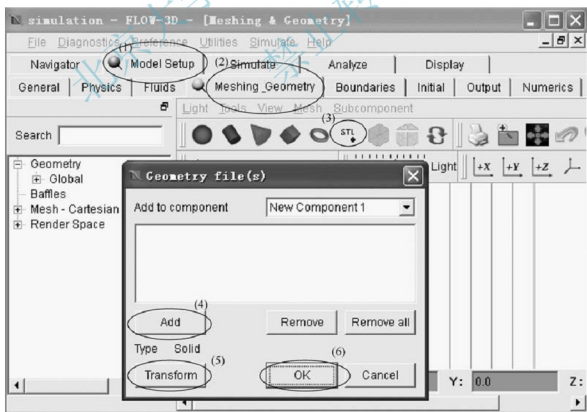 simulation - FLOW-3D - [Meshing & Geometry]
File Diagnostics Preference Utilities Simulate Help
(1)
Navigator Model Setup (2) Simulate Analyze Display
General Physics Fluids Meshing_Geometry Boundaries Initial Output Numerics
Light Tools View Mesh Subcomponent
(3)
Search STL
Geometry
Global
Baffles
Mesh - Cartesian
Render Space
Light +X +Y +Z
Geometry file(s)
Add to component New Component 1
(4)
Add Remove Remove all
Type Solid
(5) (6)
Transform OK Cancel
Y: 0.0 Z: